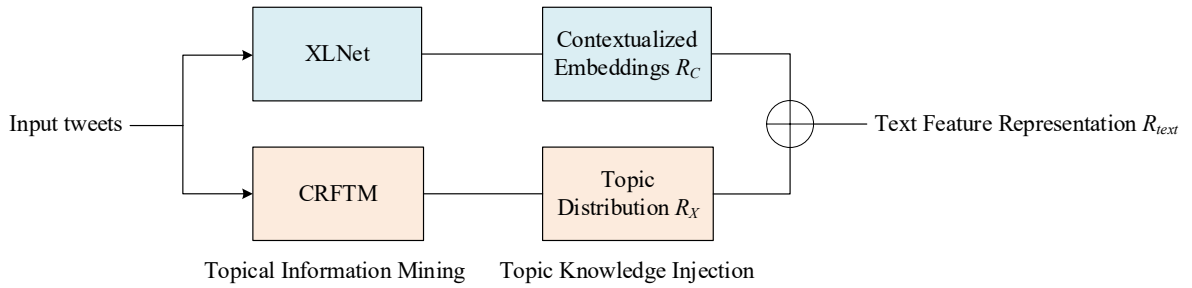 XLNet
Contextualized
Embeddings R_C
Input tweets
Text Feature Representation R_text
CRFTM
Topic
Distribution R_X
Topical Information Mining
Topic Knowledge Injection